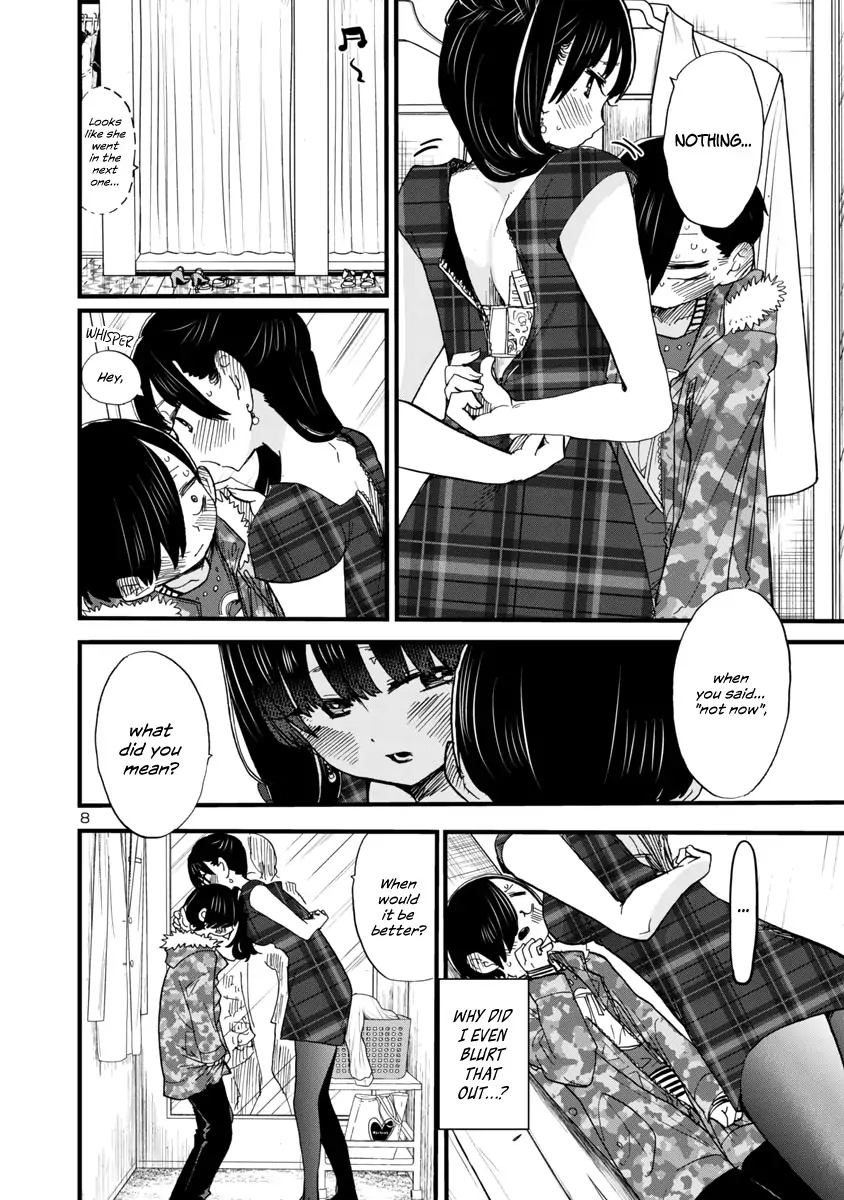 NOTHING...
Looks
like she
went
in the
next
one...
WHISPER
Hey,
when
you said...
"not now",
what
did you
mean?
8
...
WHY DID
I EVEN
BLURT
THAT
OUT...?
When
would
it be
better?